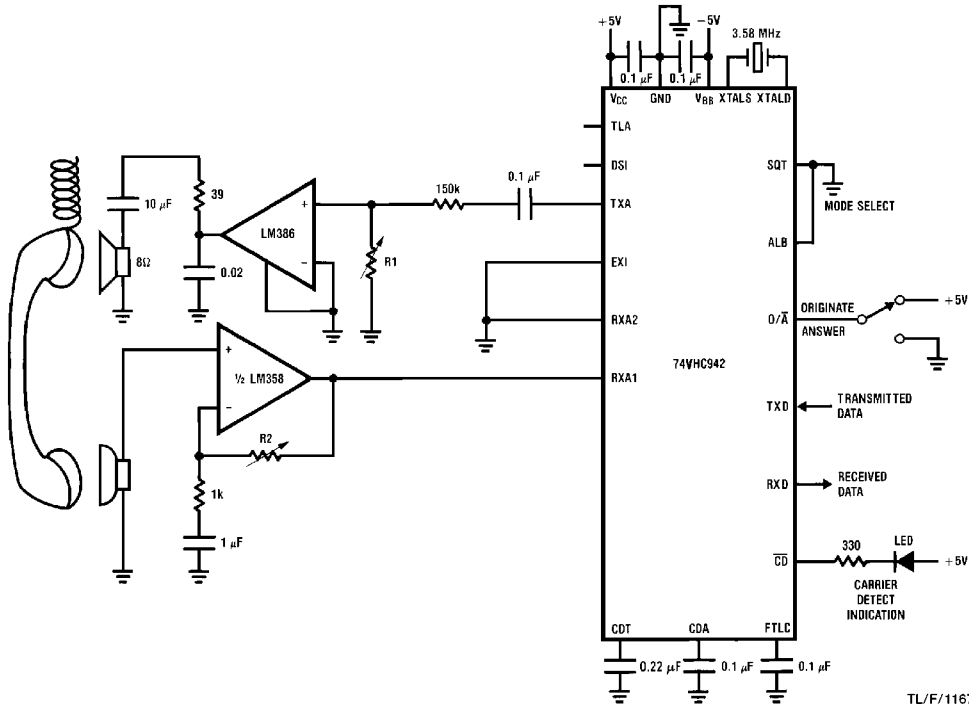 +5V
−5V
3.58 MHz
0.1 µF
0.1 µF
VCC
GND
VBB
XTALS
XTALD
TLA
DSI
SQT
MODE SELECT
39
10 µF
LM386
+
−
150k
0.1 µF
TXA
8Ω
0.02
R1
EXI
ALB
RXA2
O/A̅
ORIGINATE
ANSWER
+5V
+
−
½ LM358
RXA1
74VHC942
TXD
TRANSMITTED
DATA
R2
1k
RXD
RECEIVED
DATA
1 µF
C̅D̅
330
LED
+5V
CARRIER
DETECT
INDICATION
CDT
CDA
FTLC
0.22 µF
0.1 µF
0.1 µF
TL/F/1167